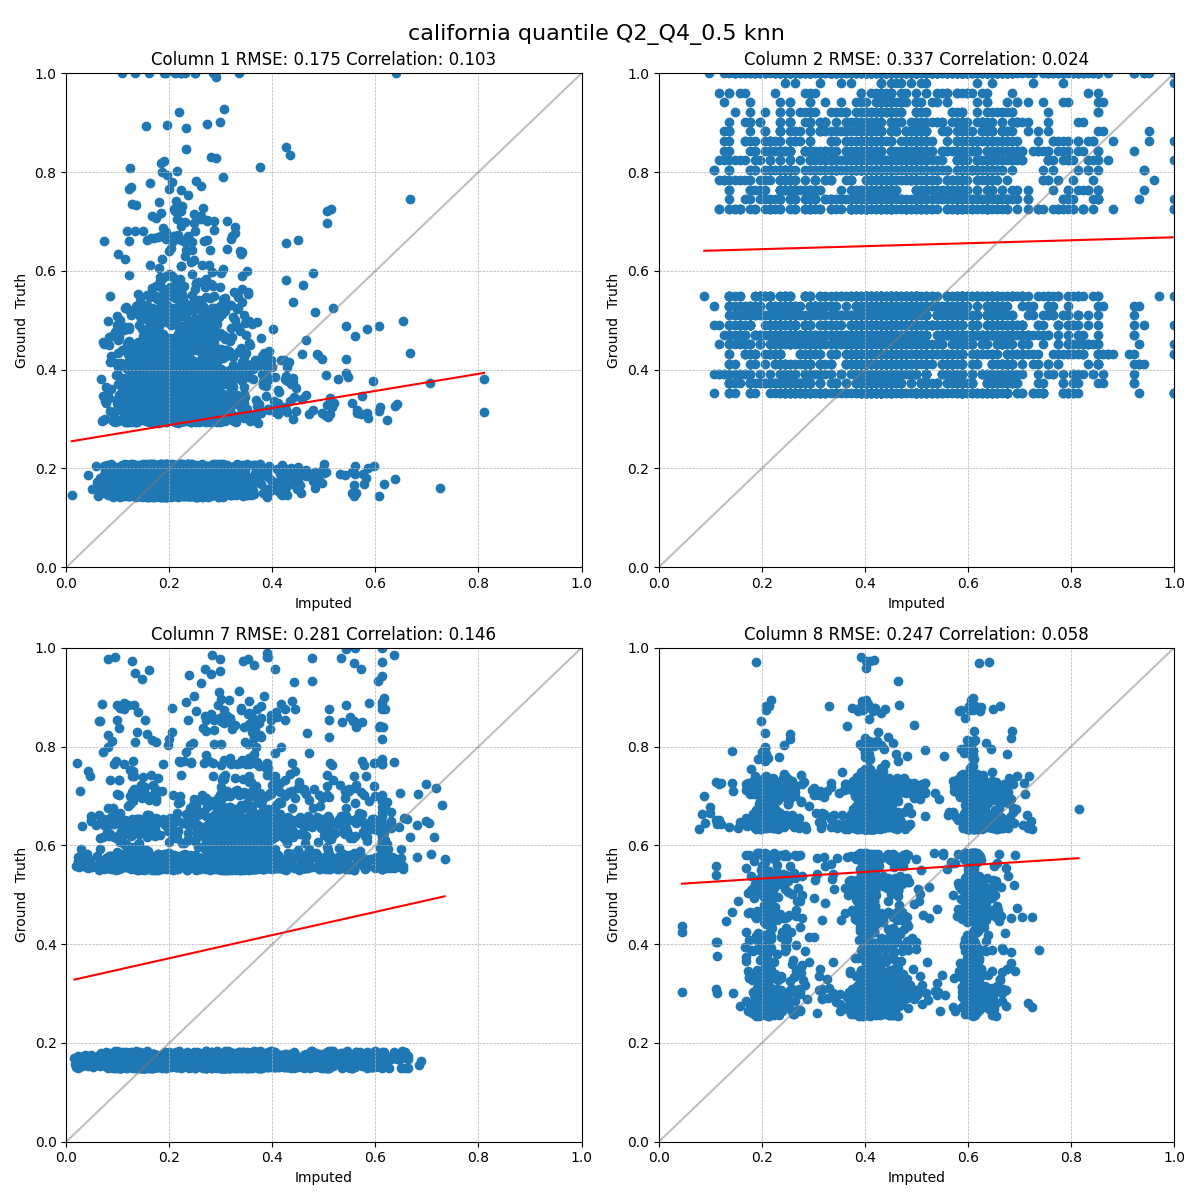 california quantile Q2_Q4_0.5 knn
Column 1 RMSE: 0.175 Correlation: 0.103
1.0
0.8
0.6
0.4
0.2
0.0
Ground  Truth
0.0 0.2 0.4 0.6 0.8 1.0
Imputed
Column 2 RMSE: 0.337 Correlation: 0.024
1.0
0.8
0.6
0.4
0.2
0.0
Ground  Truth
0.0 0.2 0.4 0.6 0.8 1.0
Imputed
Column 7 RMSE: 0.281 Correlation: 0.146
1.0
0.8
0.6
0.4
0.2
0.0
Ground  Truth
0.0 0.2 0.4 0.6 0.8 1.0
Imputed
Column 8 RMSE: 0.247 Correlation: 0.058
1.0
0.8
0.6
0.4
0.2
0.0
Ground  Truth
0.0 0.2 0.4 0.6 0.8 1.0
Imputed